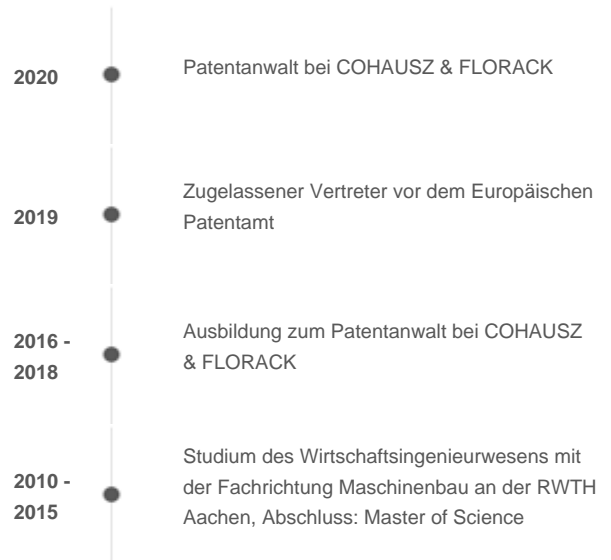 2020
Patentanwalt bei COHAUSZ & FLORACK
2019
Zugelassener Vertreter vor dem Europäischen
Patentamt
2016 -
2018
Ausbildung zum Patentanwalt bei COHAUSZ
& FLORACK
2010 -
2015
Studium des Wirtschaftsingenieurwesens mit
der Fachrichtung Maschinenbau an der RWTH
Aachen, Abschluss: Master of Science